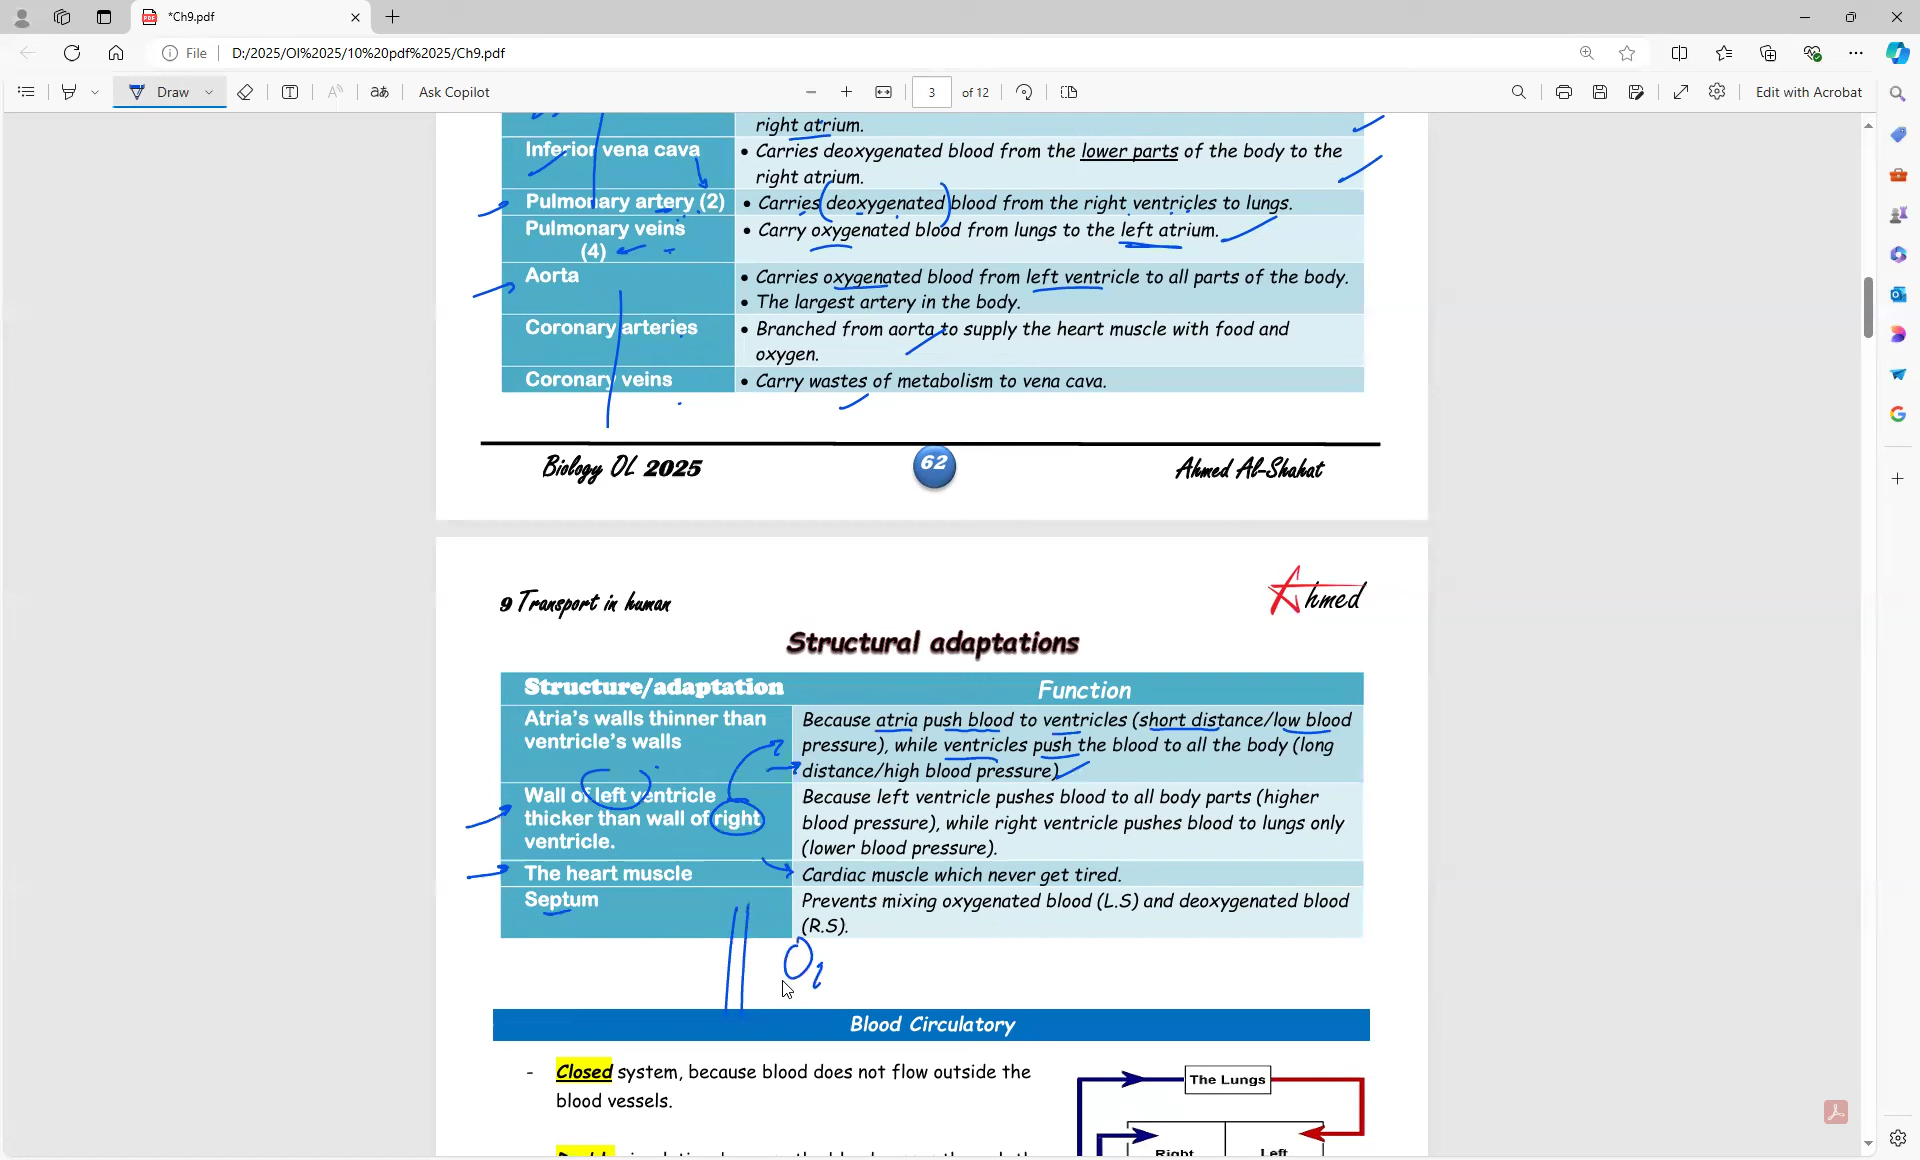 *Ch9.pdf
File
D:/2025/Ol%2025/10%20pdf%2025/Ch9.pdf
Draw
Ask Copilot
3
of 12
Edit with Acrobat
right atrium.
Inferior vena cava
• Carries deoxygenated blood from the lower parts of the body to the
right atrium.
Pulmonary artery (2)
• Carries deoxygenated blood from the right ventricles to lungs.
Pulmonary veins
(4)
• Carry oxygenated blood from lungs to the left atrium.
Aorta
• Carries oxygenated blood from left ventricle to all parts of the body.
• The largest artery in the body.
Coronary arteries
• Branched from aorta to supply the heart muscle with food and
oxygen.
Coronary veins
• Carry wastes of metabolism to vena cava.
Biology OL 2025
62
Ahmed Al-Shahat
9 Transport in human
Ahmed
Structural adaptations
Structure/adaptation
Function
Atria's walls thinner than
ventricle's walls
Because atria push blood to ventricles (short distance/low blood
pressure), while ventricles push the blood to all the body (long
distance/high blood pressure)
Wall of left ventricle
thicker than wall of right
ventricle.
Because left ventricle pushes blood to all body parts (higher
blood pressure), while right ventricle pushes blood to lungs only
(lower blood pressure).
The heart muscle
Cardiac muscle which never get tired.
Septum
Prevents mixing oxygenated blood (L.S) and deoxygenated blood
(R.S).
O2
Blood Circulatory
- Closed system, because blood does not flow outside the
blood vessels.
The Lungs
Right
Left